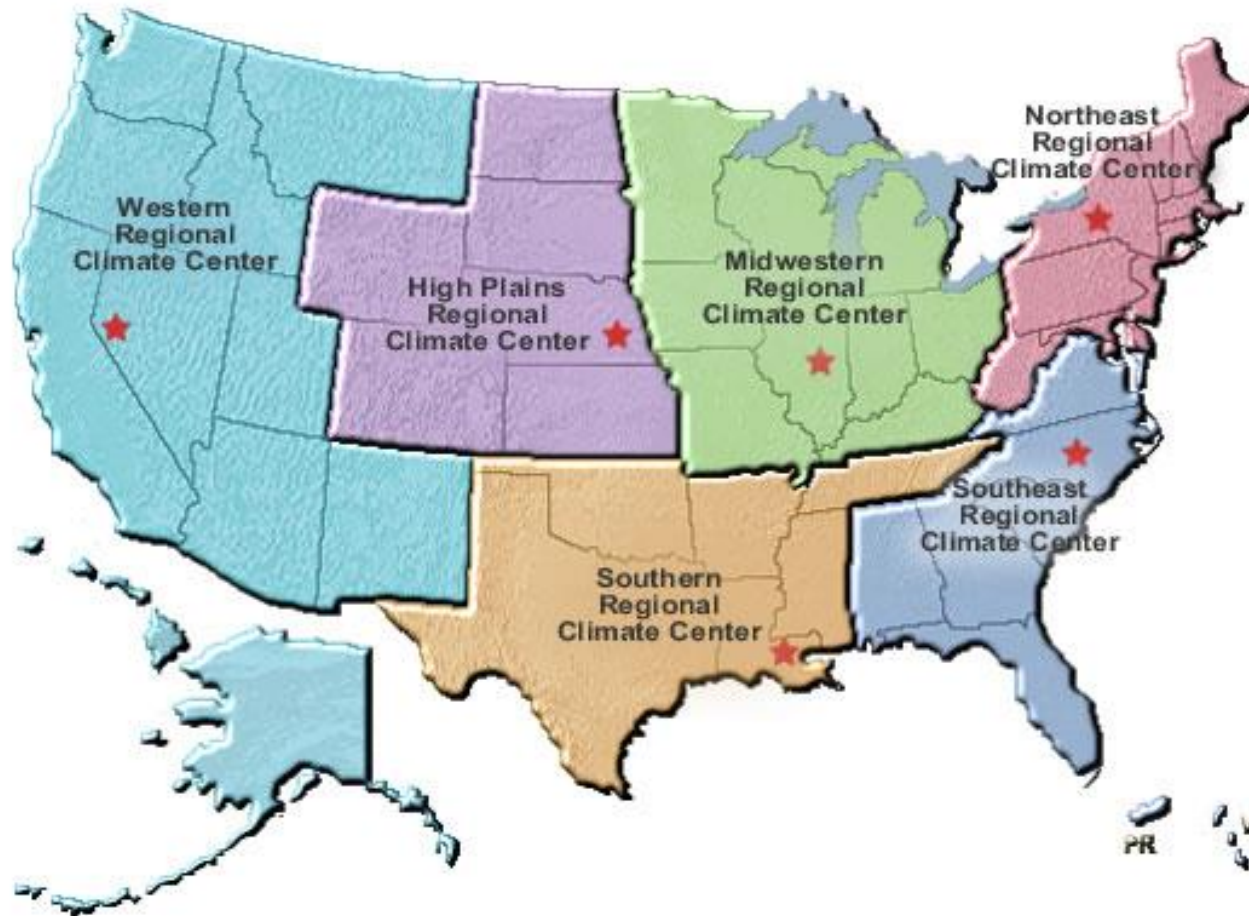 Northeast
Regional
Climate Center
Western
Regional
Climate Center
High Plains
Regional
Climate Center
Midwestern
Regional
Climate Center
Southeast
Regional
Climate Center
Southern
Regional
Climate Center
PR